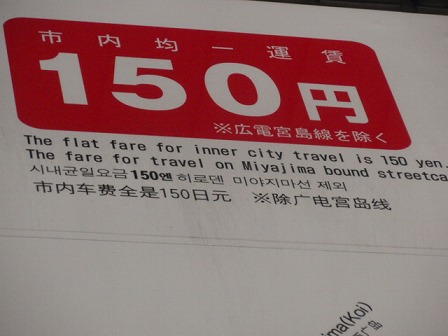 市内均一運賃
150円
※広電宮島線を除く
The flat fare for inner city travel is 150 yen.
The fare for travel on Miyajima bound streetca
시내균일요금 150엔 히로덴 미야지마선 제외
市内车费全是150日元 ※除广电宫岛线
ima(Koi)